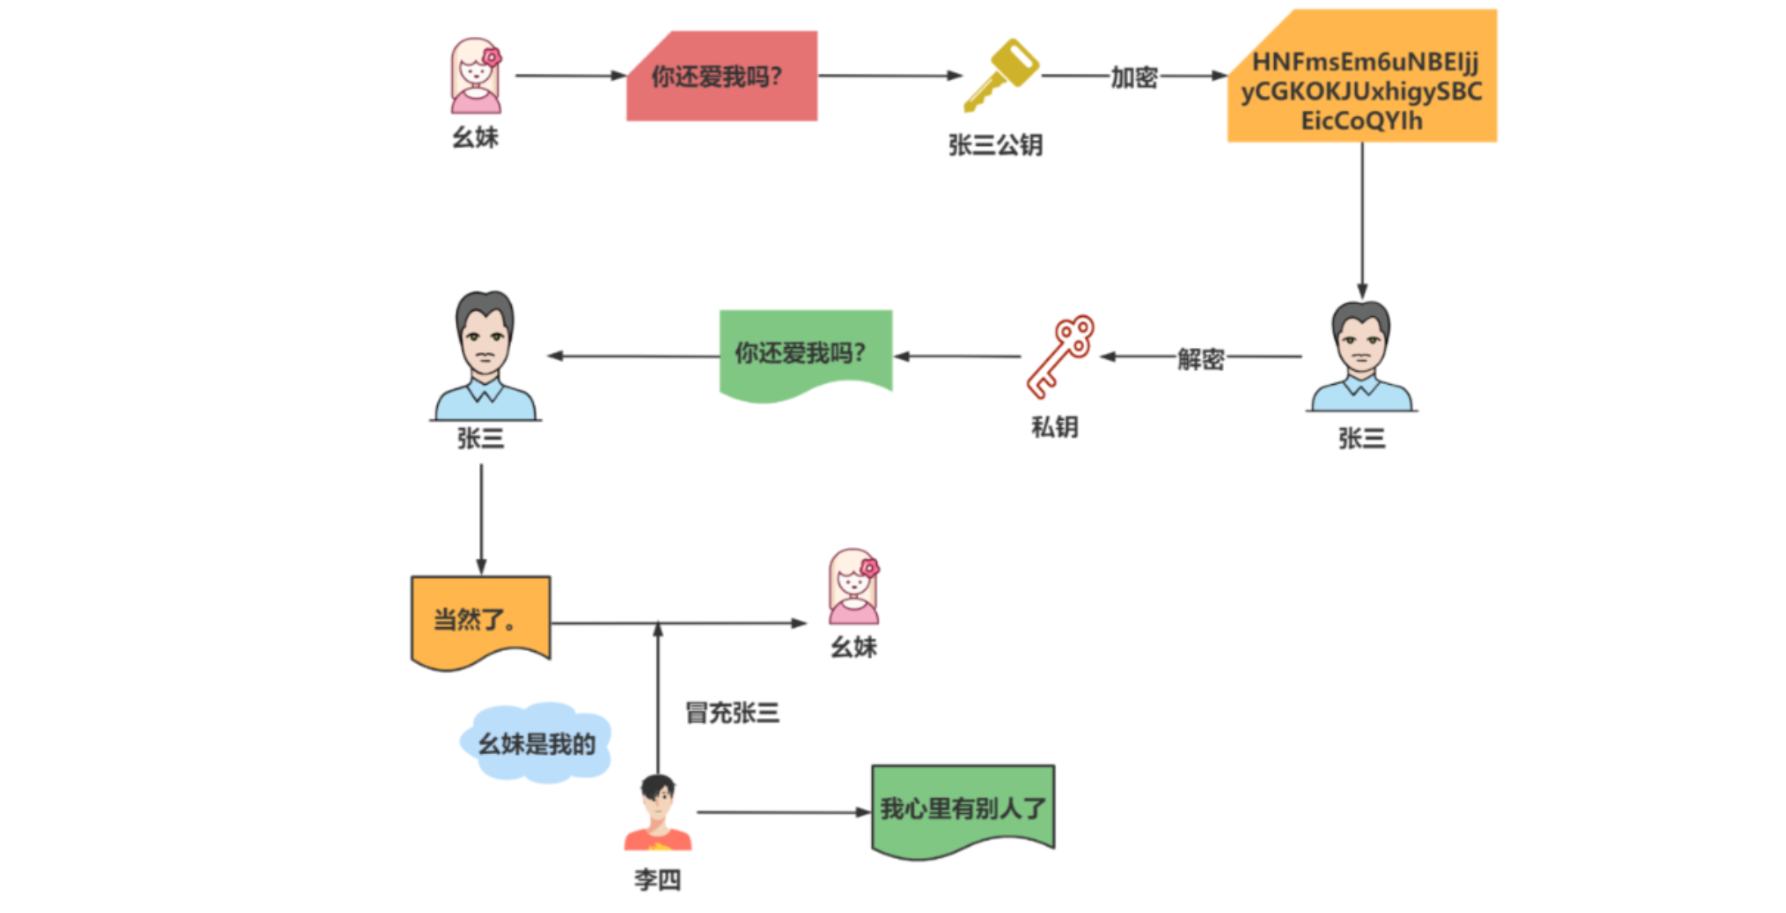 幺妹
你还爱我吗？
张三公钥
加密
HNFmsEm6uNBEIjj
yCGKOKJUxhigySBC
EicCoQYIh
张三
你还爱我吗？
私钥
解密
张三
当然了。
幺妹
幺妹是我的
冒充张三
李四
我心里有别人了